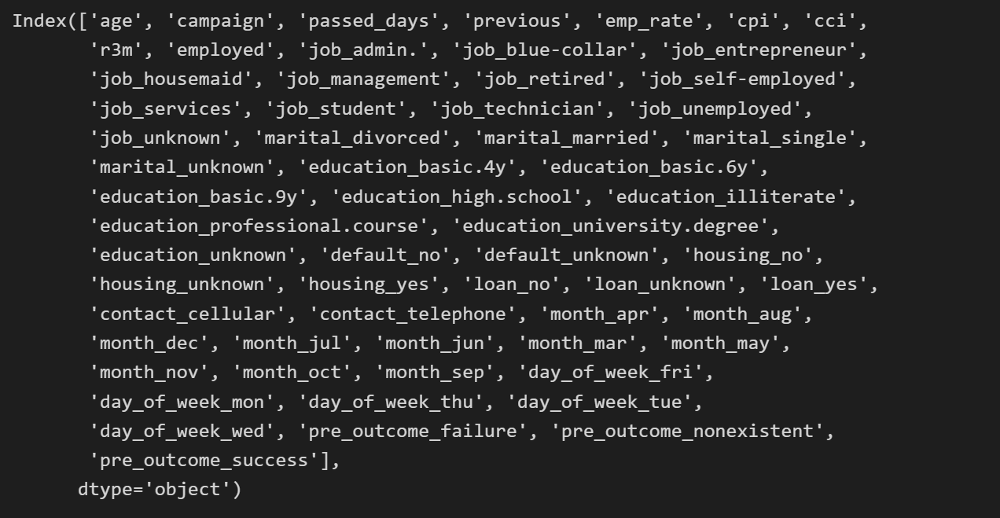 Index(['age', 'campaign', 'passed_days', 'previous', 'emp_rate', 'cpi', 'cci',
'r3m', 'employed', 'job_admin.', 'job_blue-collar', 'job_entrepreneur',
'job_housemaid', 'job_management', 'job_retired', 'job_self-employed',
'job_services', 'job_student', 'job_technician', 'job_unemployed',
'job_unknown', 'marital_divorced', 'marital_married', 'marital_single',
'marital_unknown', 'education_basic.4y', 'education_basic.6y',
'education_basic.9y', 'education_high.school', 'education_illiterate',
'education_professional.course', 'education_university.degree',
'education_unknown', 'default_no', 'default_unknown', 'housing_no',
'housing_unknown', 'housing_yes', 'loan_no', 'loan_unknown', 'loan_yes',
'contact_cellular', 'contact_telephone', 'month_apr', 'month_aug',
'month_dec', 'month_jul', 'month_jun', 'month_mar', 'month_may',
'month_nov', 'month_oct', 'month_sep', 'day_of_week_fri',
'day_of_week_mon', 'day_of_week_thu', 'day_of_week_tue',
'day_of_week_wed', 'pre_outcome_failure', 'pre_outcome_nonexistent',
'pre_outcome_success'],
dtype='object')